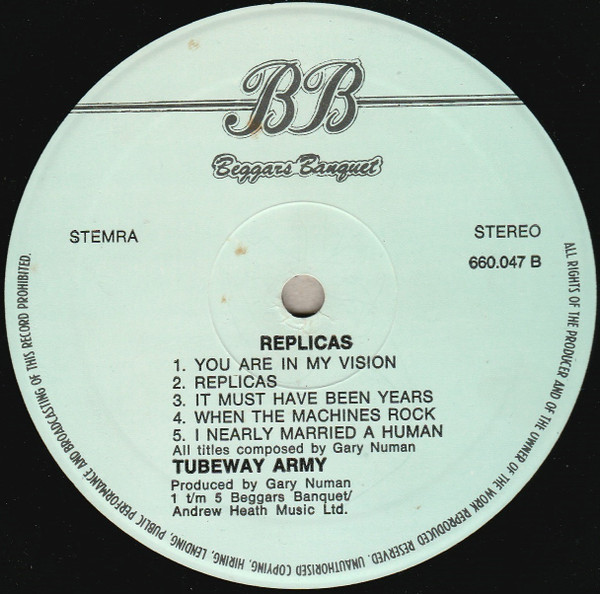 BB
Beggars Banquet
STEMRA
STEREO
660.047 B
REPLICAS
1. YOU ARE IN MY VISION
2. REPLICAS
3. IT MUST HAVE BEEN YEARS
4. WHEN THE MACHINES ROCK
5. I NEARLY MARRIED A HUMAN
All titles composed by Gary Numan
TUBEWAY ARMY
Produced by Gary Numan
1 t/m 5 Beggars Banquet/
Andrew Heath Music Ltd.
ALL RIGHTS OF THE PRODUCER AND OF THE OWNER OF THE WORK REPRODUCED RESERVED. UNAUTHORISED COPYING, HIRING, LENDING, PUBLIC PERFORMANCE AND BROADCASTING OF THIS RECORD PROHIBITED.